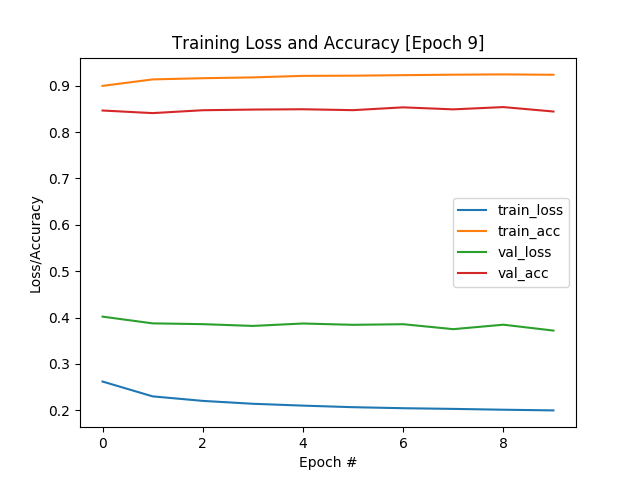 Training Loss and Accuracy [Epoch 9]
Loss/Accuracy
0.9
0.8
0.7
0.6
0.5
0.4
0.3
0.2
train_loss
train_acc
val_loss
val_acc
0 2 4 6 8
Epoch #